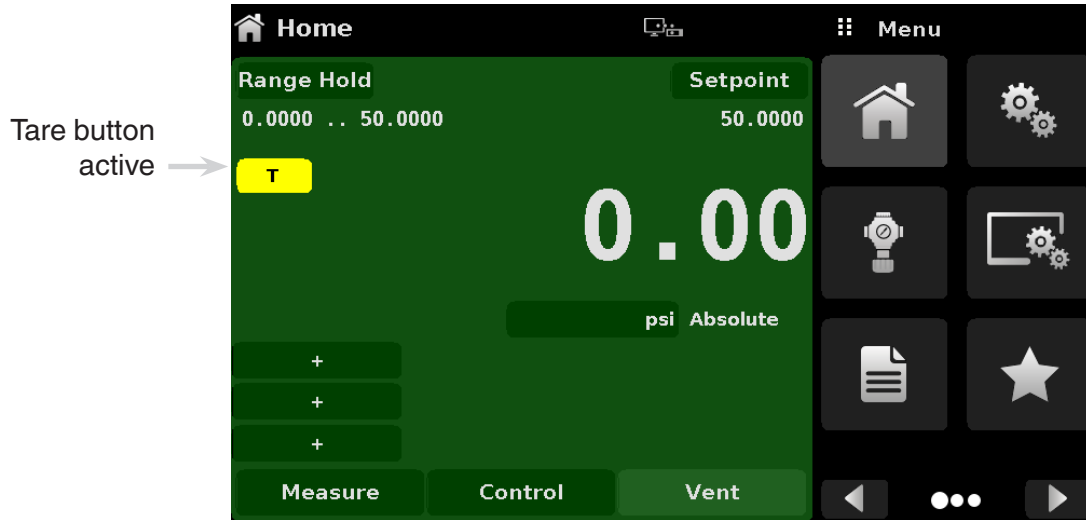 Home
Menu
Range Hold
Setpoint
0.0000 .. 50.0000
50.0000
Tare button
active
T
0.00
psi Absolute
+
+
+
Measure
Control
Vent